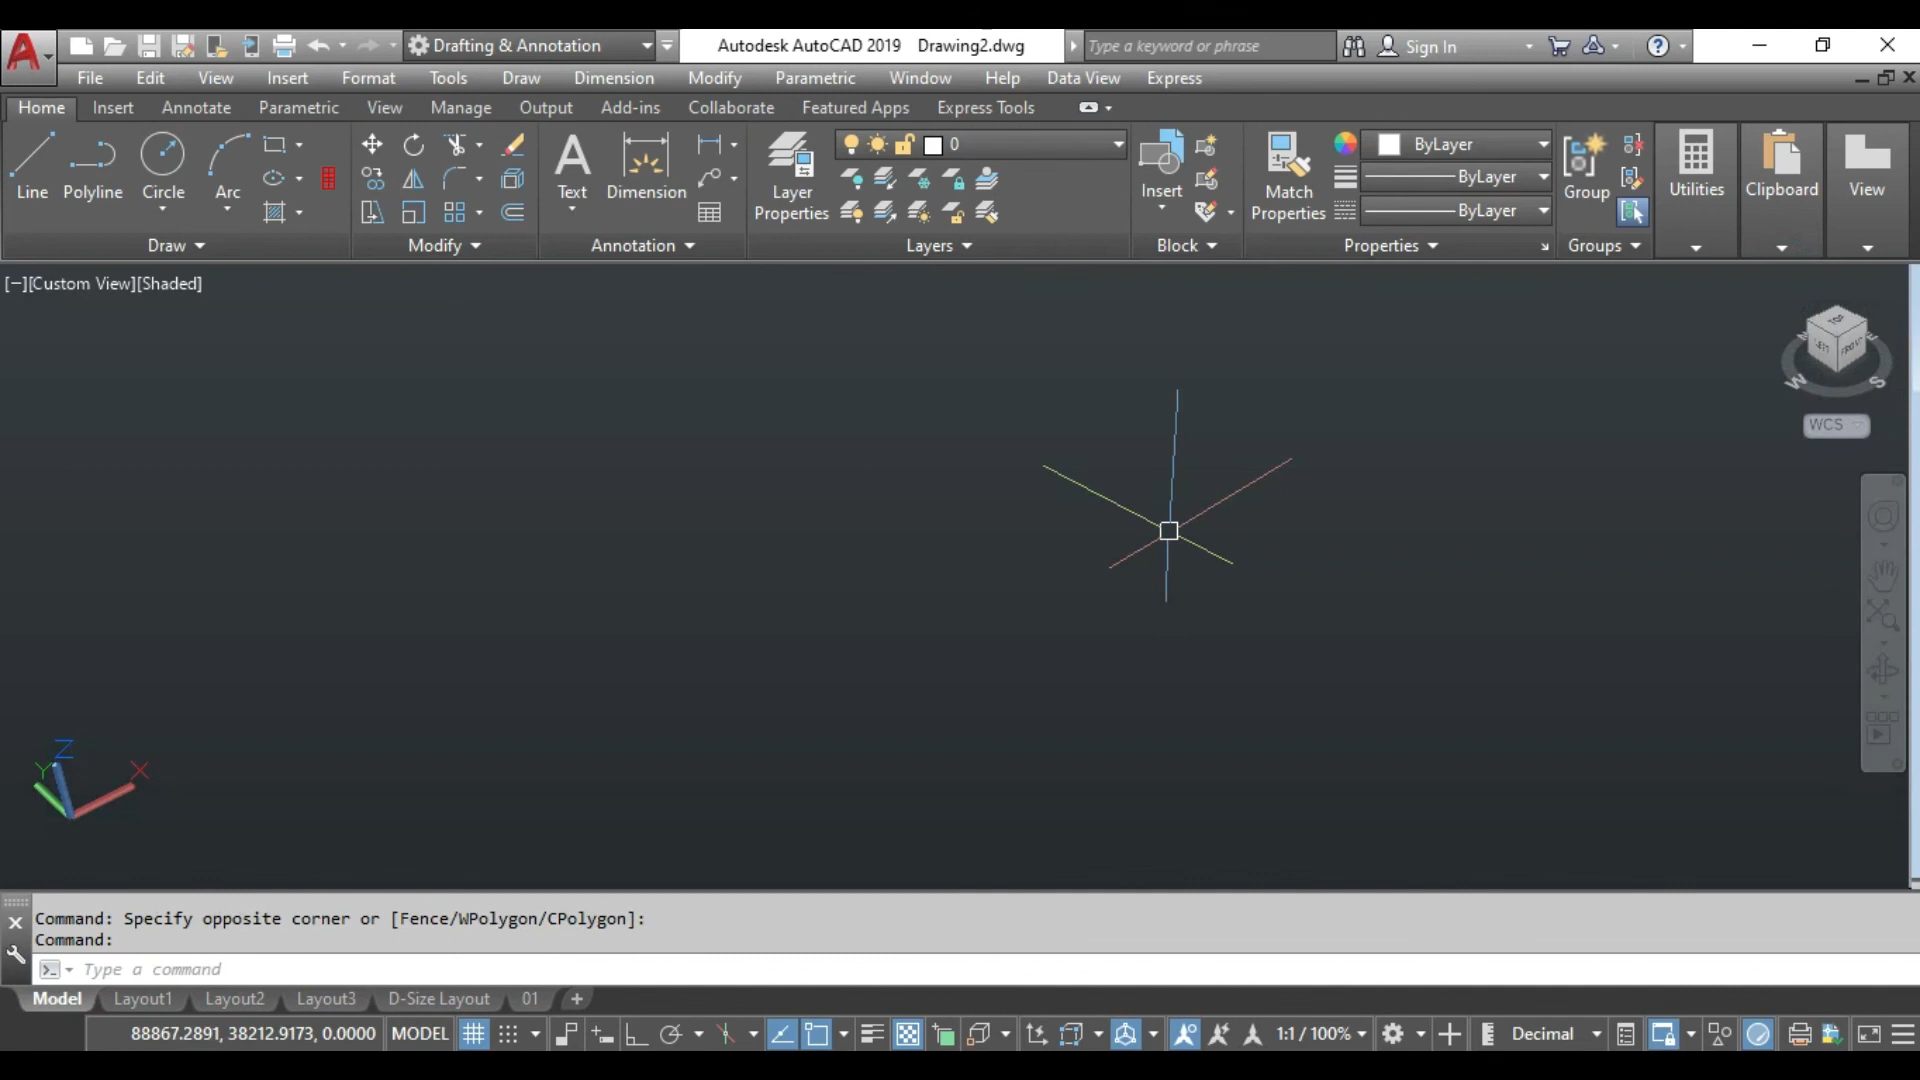 Drafting & Annotation
Autodesk AutoCAD 2019 Drawing2.dwg
Type a keyword or phrase
Sign In
File Edit View Insert Format Tools Draw Dimension Modify Parametric Window Help Data View Express
Home Insert Annotate Parametric View Manage Output Add-ins Collaborate Featured Apps Express Tools
Line Polyline Circle Arc
Draw
Modify
Text Dimension
Annotation
Layer Properties
0
Layers
Insert
Block
Match Properties
ByLayer
ByLayer
ByLayer
Properties
Group
Groups
Utilities
Clipboard
View
[−][Custom View][Shaded]
TOP
LEFT
FRONT
N
E
W
S
WCS
Z
Y
X
Command: Specify opposite corner or [Fence/WPolygon/CPolygon]:
Command:
Type a command
Model Layout1 Layout2 Layout3 D-Size Layout 01 +
88867.2891, 38212.9173, 0.0000 MODEL 1:1 / 100% Decimal